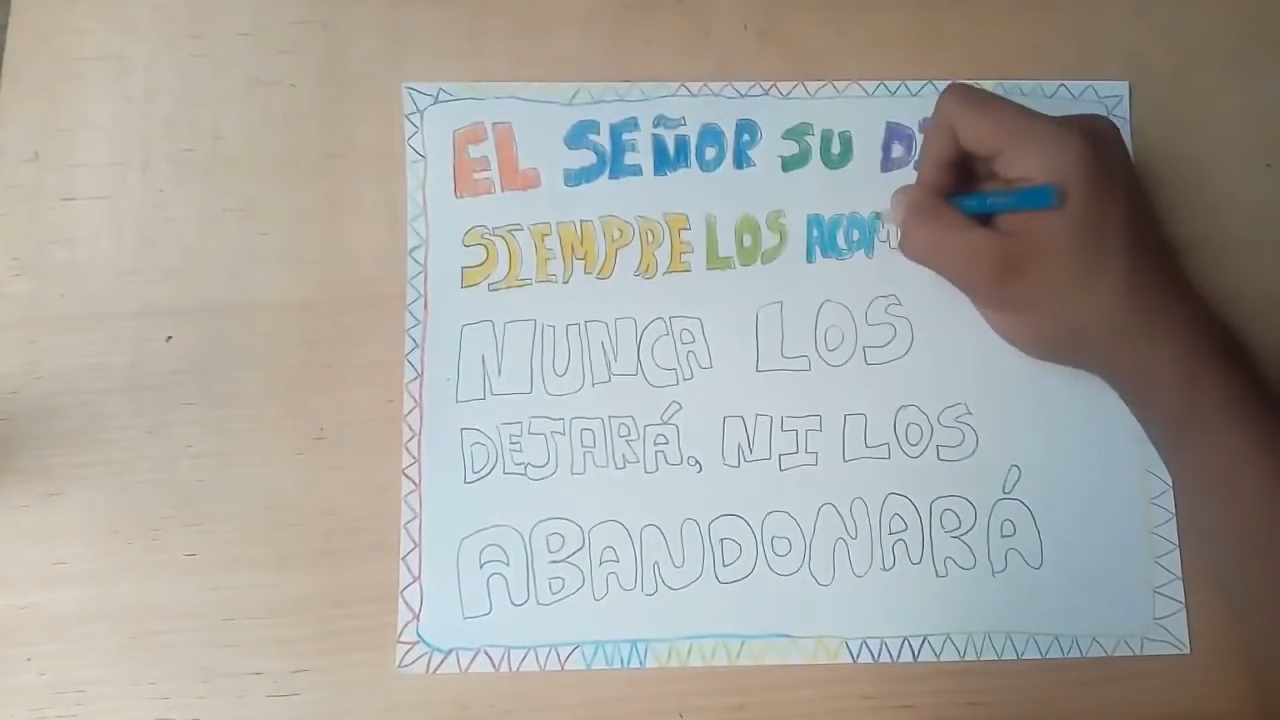 EL SEÑOR SU
SIEMPRE LOS
NUNCA LOS
DEJARÁ, NI LOS
ABANDONARÁ